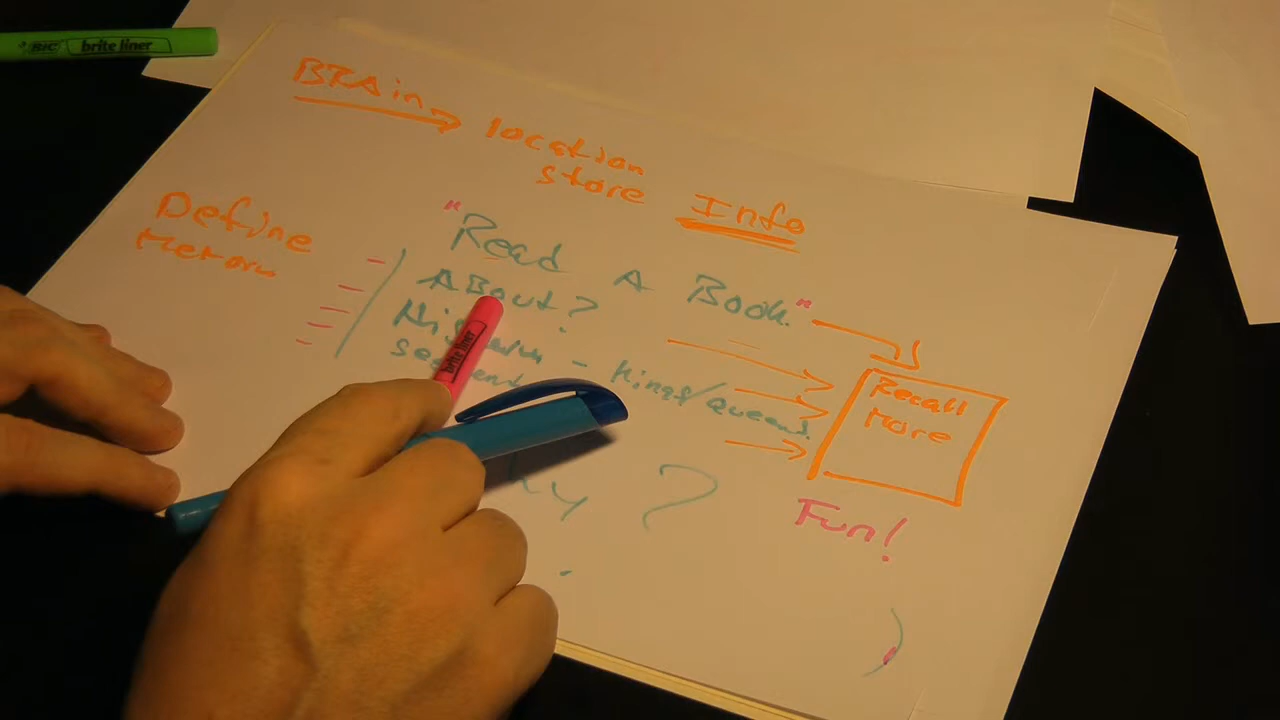 BIC brite liner
BRAin
location
store Info
Define
"Read A Book."
ABout?
- Kings/Queens
Recall
More
?
Fun!
brite liner